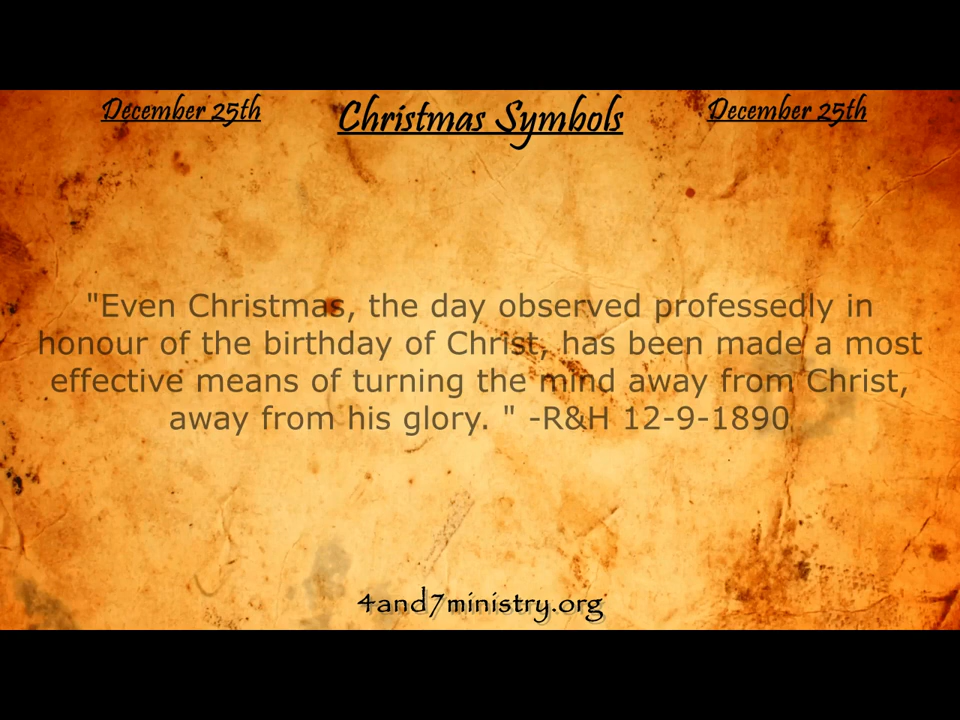 December 25th Christmas Symbols December 25th
"Even Christmas, the day observed professedly in
honour of the birthday of Christ, has been made a most
effective means of turning the mind away from Christ,
away from his glory. " -R&H 12-9-1890
4and7ministry.org